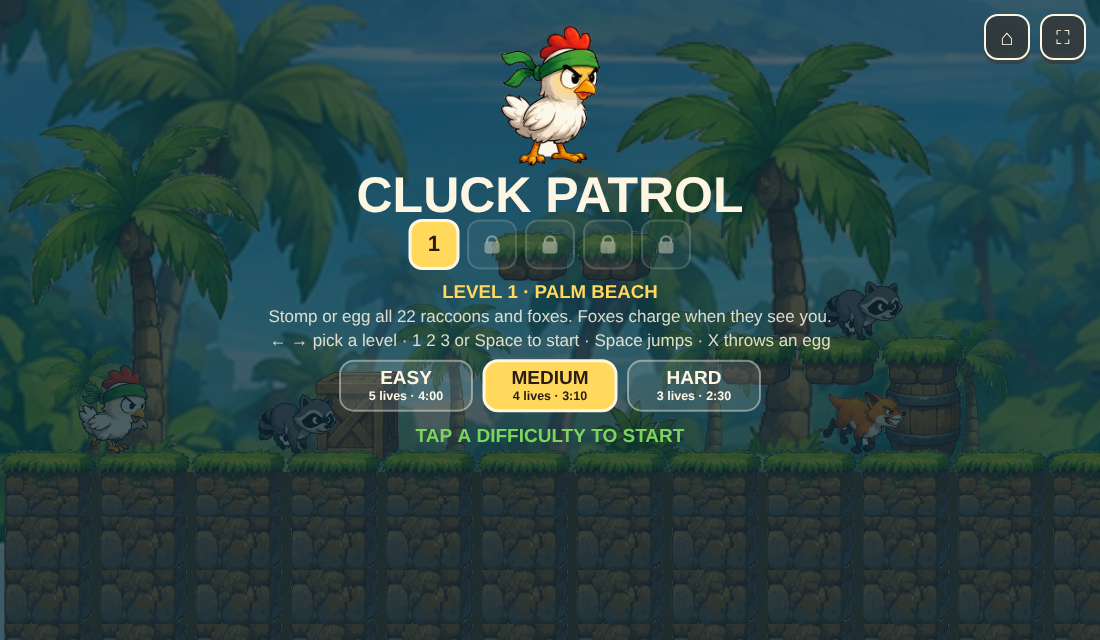 CLUCK PATROL
1
LEVEL 1 · PALM BEACH
Stomp or egg all 22 raccoons and foxes. Foxes charge when they see you.
← → pick a level · 1 2 3 or Space to start · Space jumps · X throws an egg
EASY
5 lives · 4:00
MEDIUM
4 lives · 3:10
HARD
3 lives · 2:30
TAP A DIFFICULTY TO START